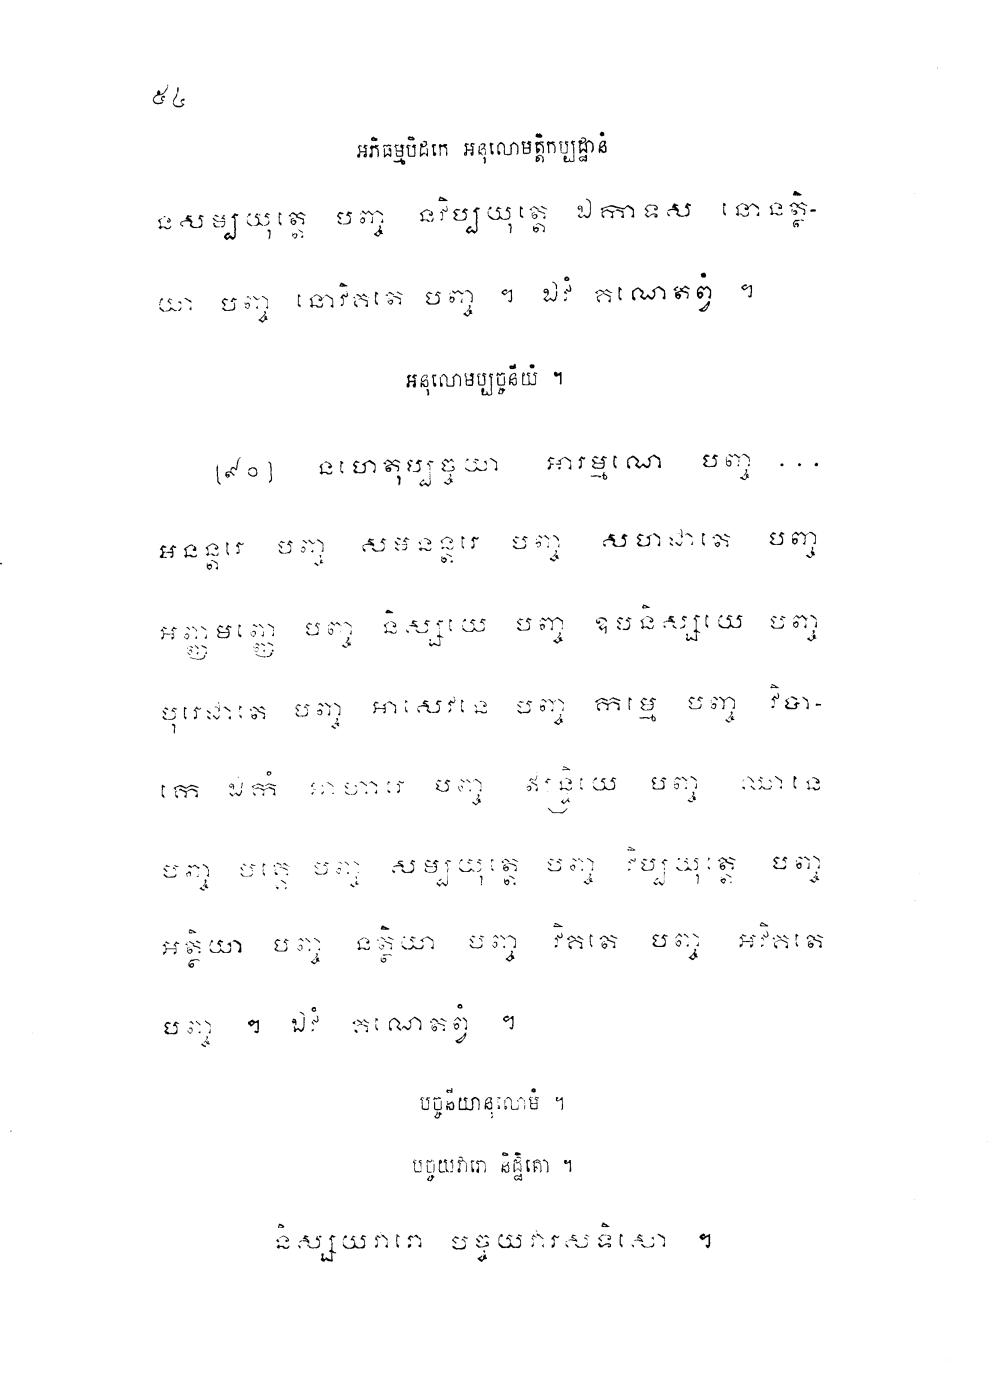 ៥៤
អភិធម្មបិដកេ អនុលោមត្តិកប្បដ្ឋានំ
នសម្បយុត្តេ បញ្ច នវិប្បយុត្តេ ឯកាទស នោនត្ថិ-
យា បញ្ច នោវិគតេ បញ្ច ។ ឯវំ គណេតព្វំ ។
អនុលោមប្បច្ចនីយំ ។
(៩០) នហេតុប្បច្ចយា អារម្មណេ បញ្ច ...
អនន្តរេ បញ្ច សមនន្តរេ បញ្ច សហជាតេ បញ្ច
អញ្ញមញ្ញេ បញ្ច និស្សយេ បញ្ច ឧបនិស្សយេ បញ្ច
បុរេជាតេ បញ្ច អាសេវនេ បញ្ច កម្មេ បញ្ច វិបា-
កេ ឯកំ អាហារេ បញ្ច ឥន្ទ្រិយេ បញ្ច ឈានេ
បញ្ច មគ្គេ បញ្ច សម្បយុត្តេ បញ្ច វិប្បយុត្តេ បញ្ច
អត្ថិយា បញ្ច នត្ថិយា បញ្ច វិគតេ បញ្ច អវិគតេ
បញ្ច ។ ឯវំ គណេតព្វំ ។
បច្ចនីយានុលោមំ ។
បច្ចយវារោ និដ្ឋិតោ ។
និស្សយវារោ បច្ចយវារសទិសោ ។